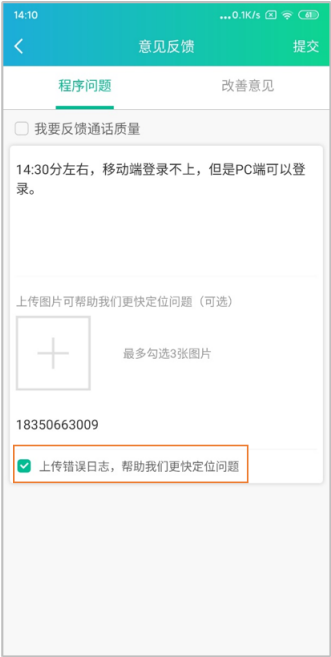 14:10
...0.1K/s
意见反馈
提交
程序问题
改善意见
我要反馈通话质量
14:30分左右，移动端登录不上，但是PC端可以登
录。
上传图片可帮助我们更快定位问题（可选）
最多勾选3张图片
18350663009
上传错误日志，帮助我们更快定位问题